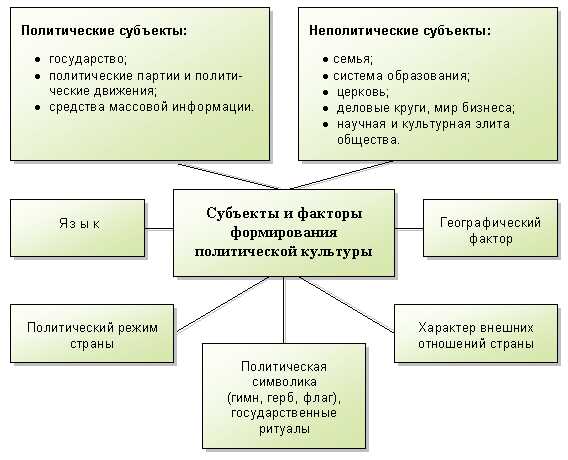 Политические субъекты:
• государство;
• политические партии и полити-
ческие движения;
• средства массовой информации.
Неполитические субъекты:
• семья;
• система образования;
• церковь;
• деловые круги, мир бизнеса;
• научная и культурная элита
общества.
Язык
Субъекты и факторы
формирования
политической культуры
Географический
фактор
Политический режим
страны
Политическая
символика
(гимн, герб, флаг),
государственные
ритуалы
Характер внешних
отношений страны